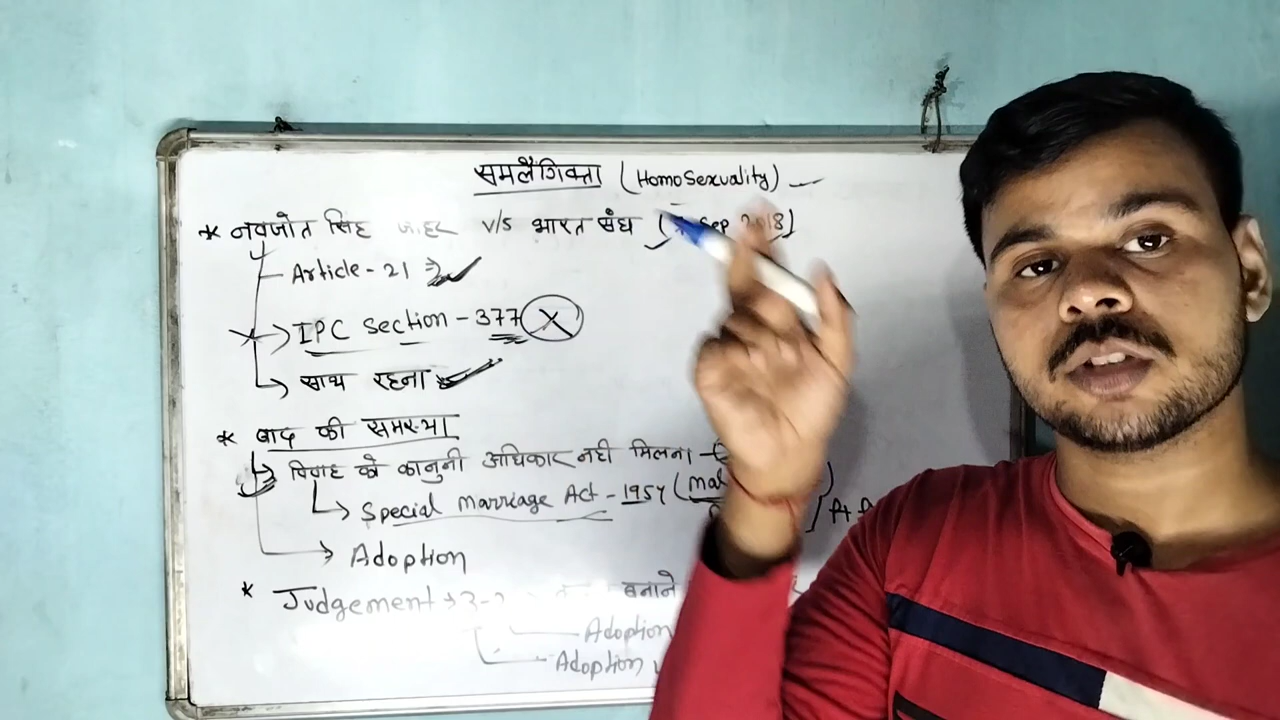 समलैंगिक्ता (HomoSexuality)
* नवजोत सिंह जोहर v/s भारत संघ ( Sep 2018]
Article - 21
IPC Section - 377 X
साथ रहना
* बाद की समस्या
विवाह को कानुनी अधिकार नही मिलना
Special Marriage Act - 1954 (Mal
Adoption
* Judgement → 3-2 बनाने
Adoption
Adoption